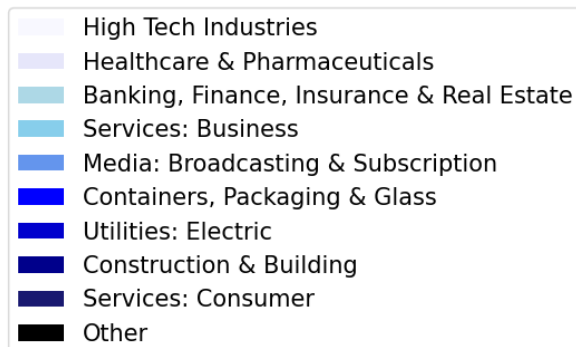 High Tech Industries
Healthcare & Pharmaceuticals
Banking, Finance, Insurance & Real Estate
Services: Business
Media: Broadcasting & Subscription
Containers, Packaging & Glass
Utilities: Electric
Construction & Building
Services: Consumer
Other